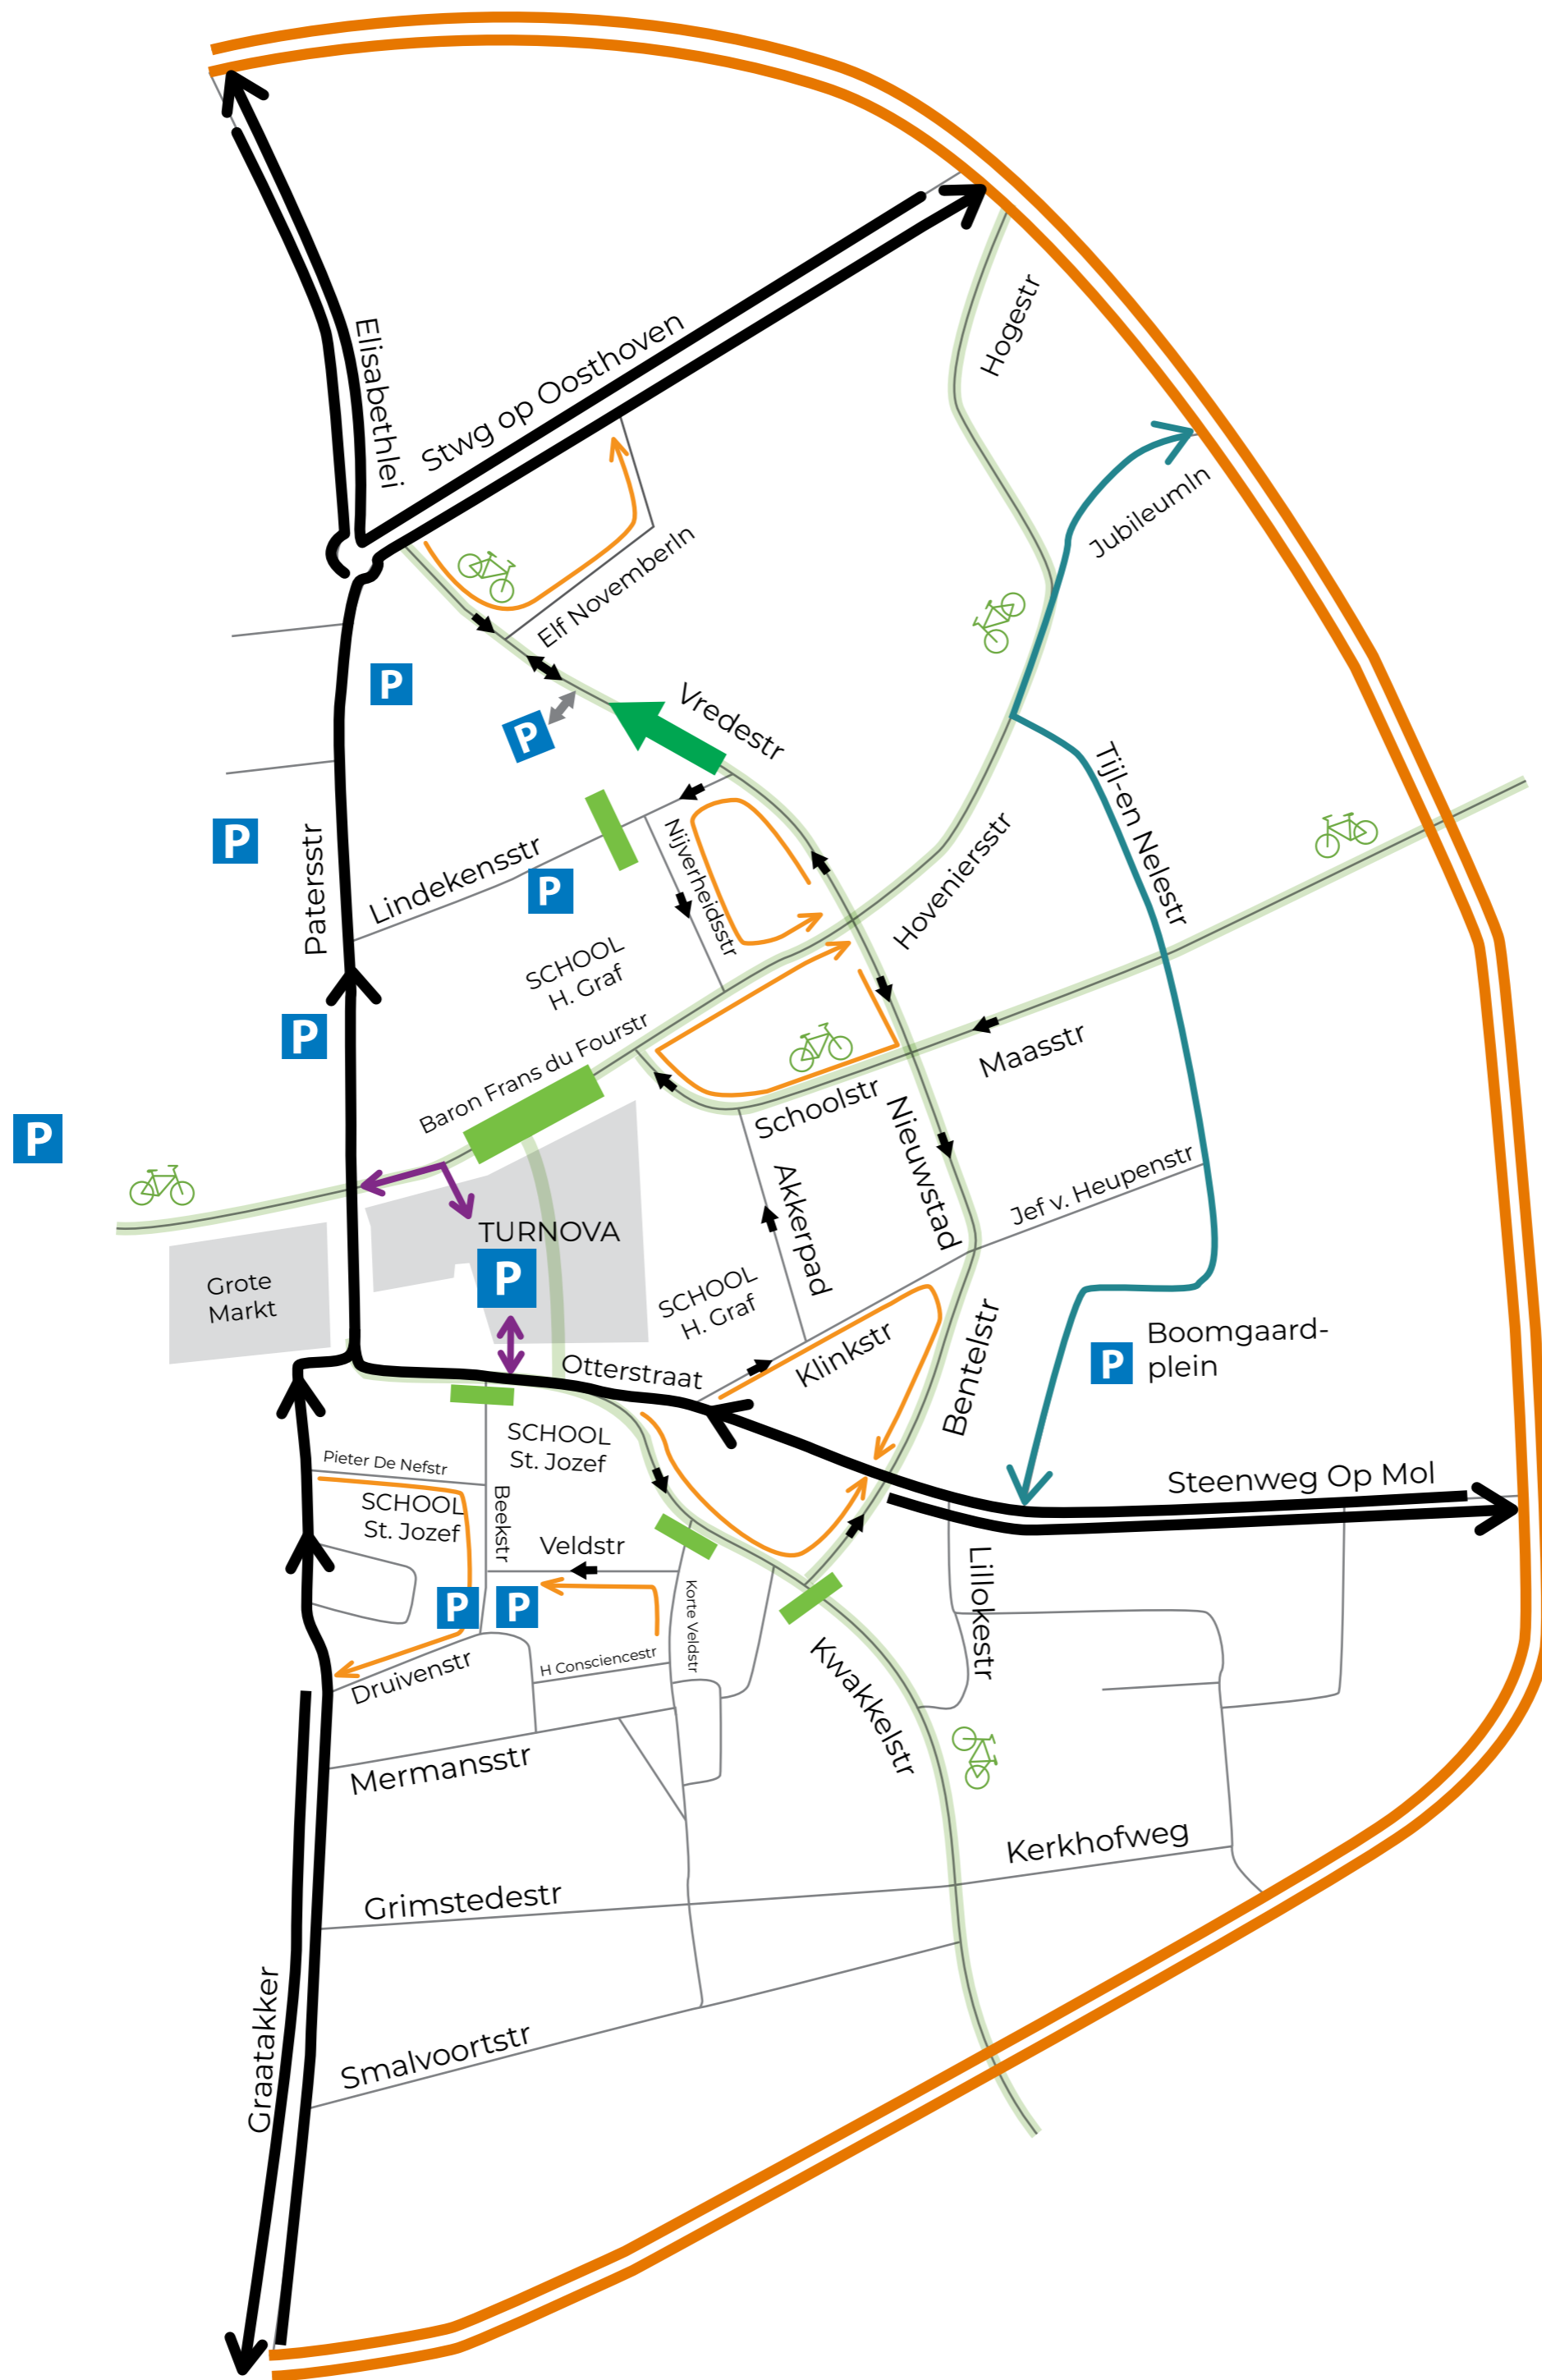 Elisabethlei
Stwg op Oosthoven
Hogestr
Jubileumln
Elf Novemberln
P
P
Vredestr
Tijl-en Nelestr
P
Patersstr
Lindekensstr
P
Nijverheidsstr
Hoveniersstr
SCHOOL
H. Graf
P
Baron Frans du Fourstr
Maasstr
Schoolstr
P
Nieuwstad
Akkerpad
Jef v. Heupenstr
TURNOVA
P
Grote
Markt
SCHOOL
H. Graf
Bentelstr
Boomgaard-
plein
P
Klinkstr
Otterstraat
SCHOOL
St. Jozef
Pieter De Nefstr
Steenweg Op Mol
SCHOOL
St. Jozef
Beekstr
Veldstr
Lillokestr
P
P
Korte Veldstr
H Consciencestr
Druivenstr
Kwakkelstr
Mermansstr
Kerkhofweg
Grimstedestr
Graatakker
Smalvoortstr